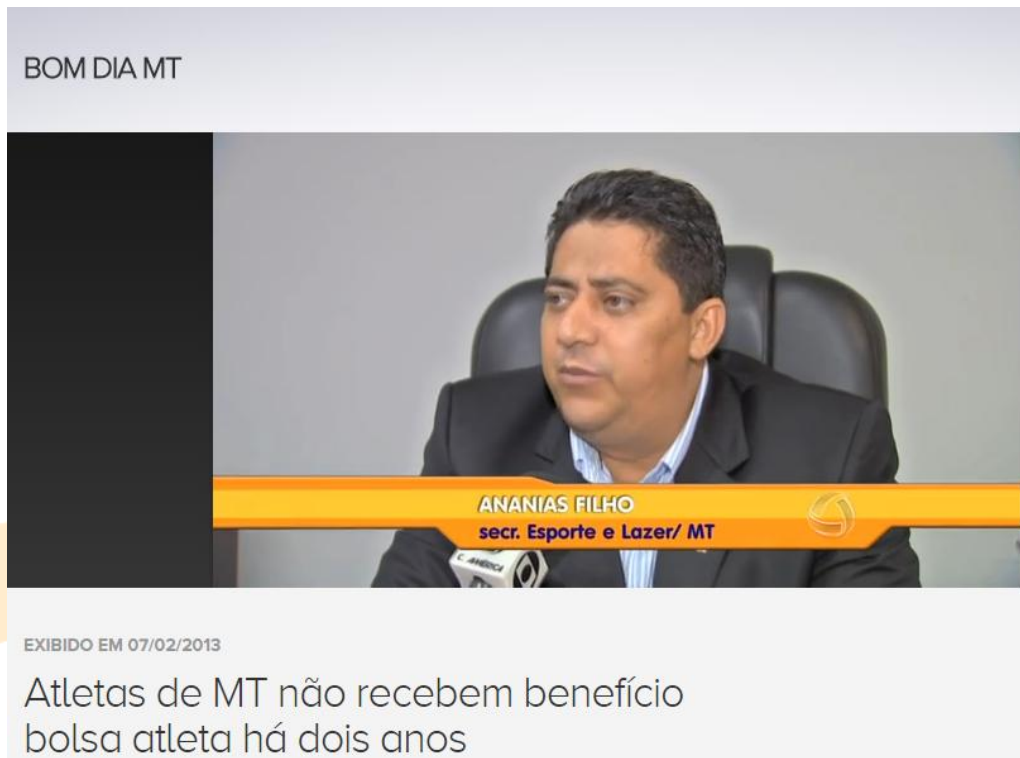 BOM DIA MT
ANANIAS FILHO
secr. Esporte e Lazer/ MT
C. AMÉRICA
EXIBIDO EM 07/02/2013
Atletas de MT não recebem benefício
bolsa atleta há dois anos